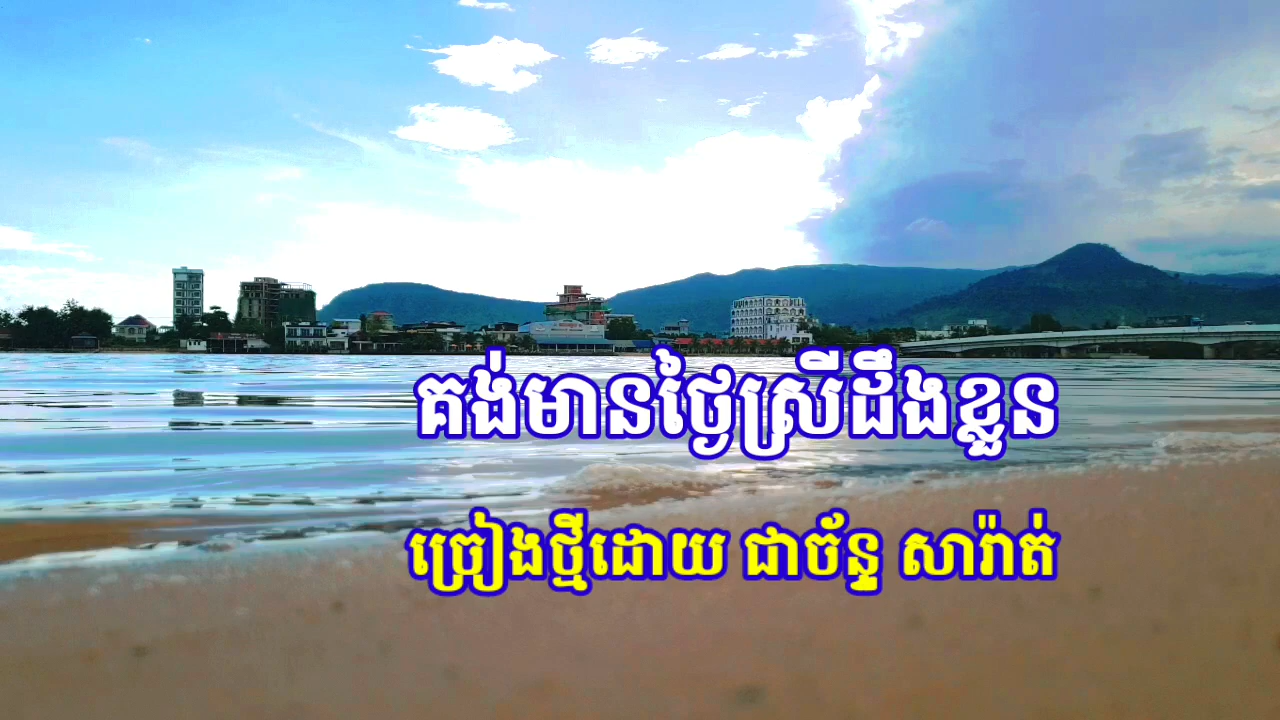 គង់មានថ្ងៃស្រីដឹងខ្លួន
ច្រៀងថ្មីដោយ ជាច័ន្ទ សារ៉ាត់